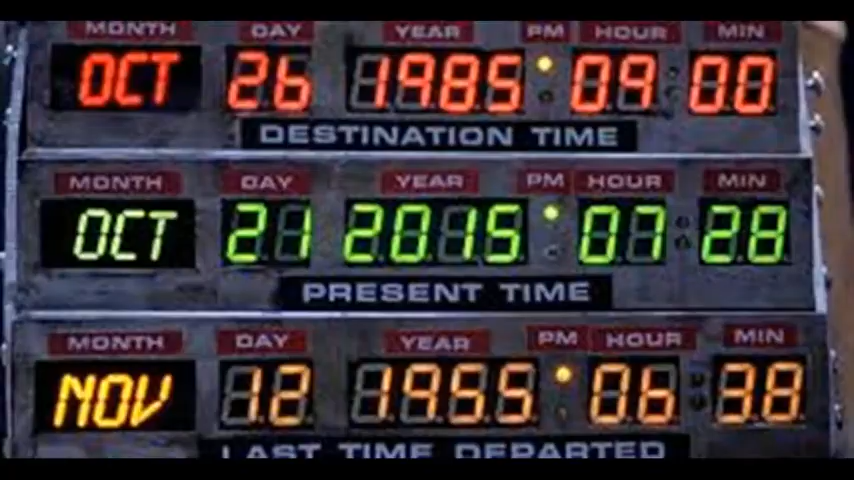 MONTH DAY YEAR PM HOUR MIN
OCT 26 1985 09 00
DESTINATION TIME
MONTH DAY YEAR PM HOUR MIN
OCT 21 2015 07 28
PRESENT TIME
MONTH DAY YEAR PM HOUR MIN
NOV 12 1955 06 38
LAST TIME DEPARTED